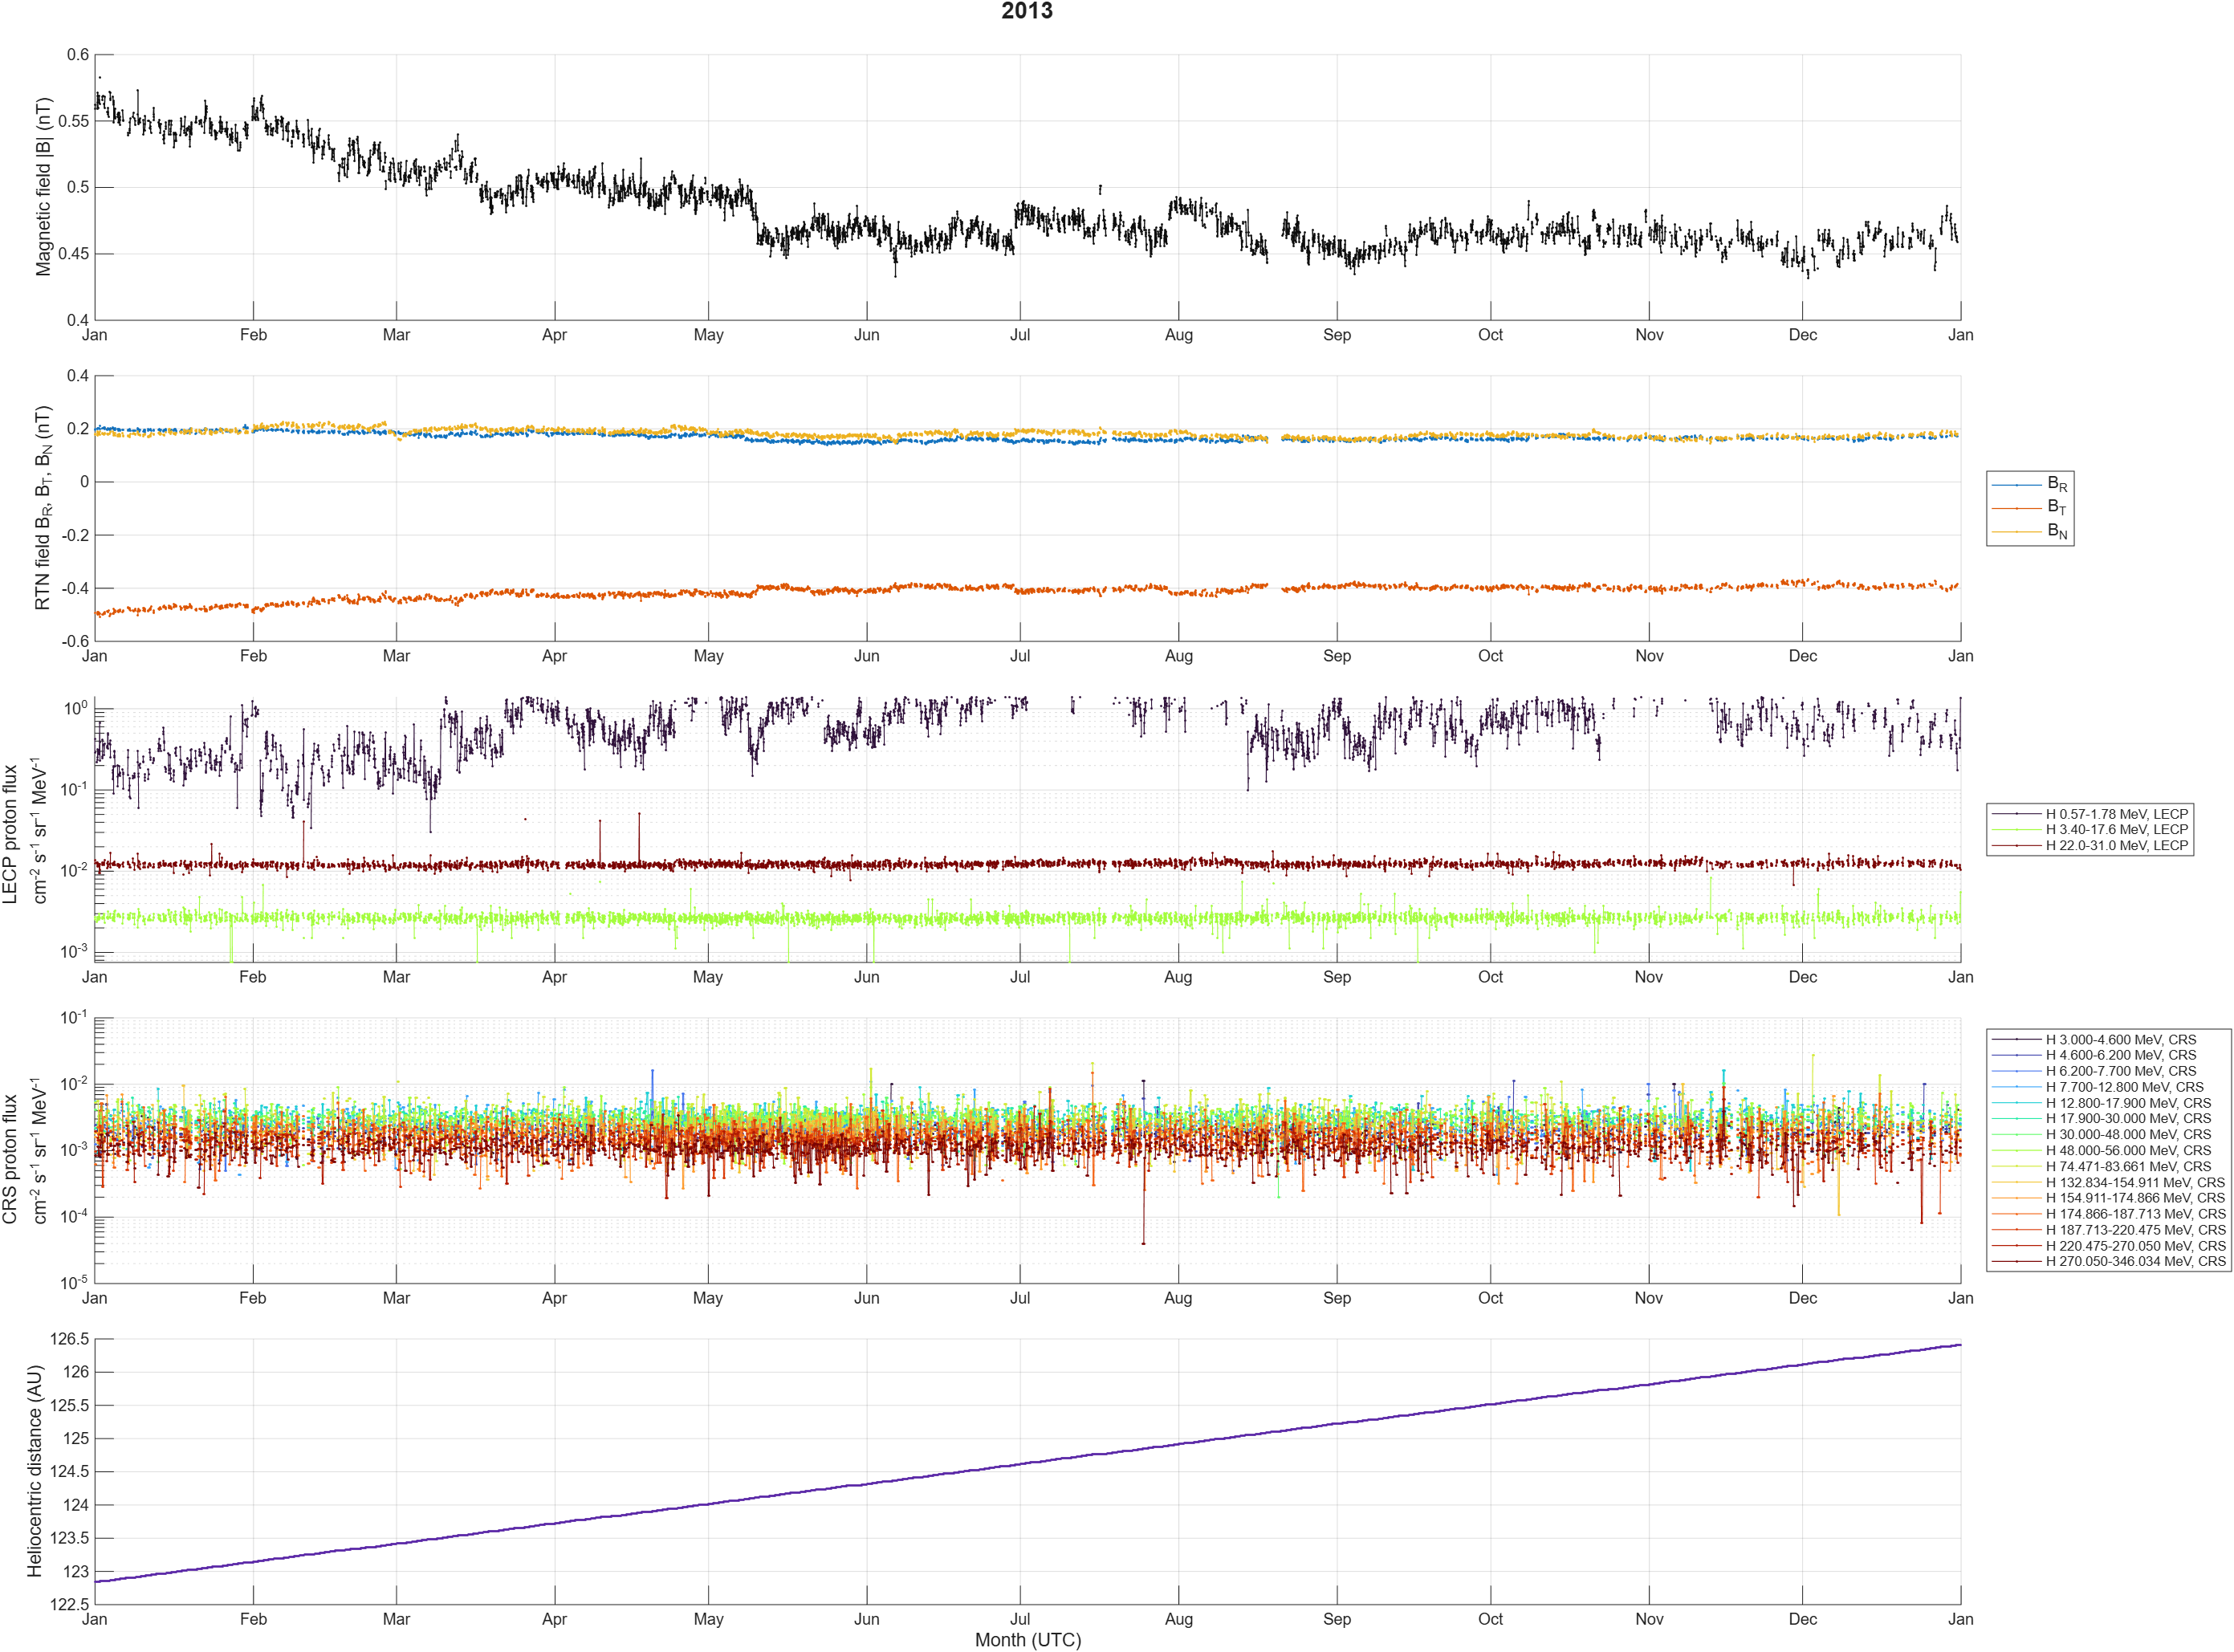 2013
Magnetic field |B| (nT)
0.6
0.55
0.5
0.45
0.4
Jan Feb Mar Apr May Jun Jul Aug Sep Oct Nov Dec Jan
RTN field B_R, B_T, B_N (nT)
0.4
0.2
0
-0.2
-0.4
-0.6
Jan Feb Mar Apr May Jun Jul Aug Sep Oct Nov Dec Jan
B_R
B_T
B_N
LECP proton flux
cm⁻² s⁻¹ sr⁻¹ MeV⁻¹
10⁰
10⁻¹
10⁻²
10⁻³
Jan Feb Mar Apr May Jun Jul Aug Sep Oct Nov Dec Jan
H 0.57-1.78 MeV, LECP
H 3.40-17.6 MeV, LECP
H 22.0-31.0 MeV, LECP
CRS proton flux
cm⁻² s⁻¹ sr⁻¹ MeV⁻¹
10⁻¹
10⁻²
10⁻³
10⁻⁴
10⁻⁵
Jan Feb Mar Apr May Jun Jul Aug Sep Oct Nov Dec Jan
H 3.000-4.600 MeV, CRS
H 4.600-6.200 MeV, CRS
H 6.200-7.700 MeV, CRS
H 7.700-12.800 MeV, CRS
H 12.800-17.900 MeV, CRS
H 17.900-30.000 MeV, CRS
H 30.000-48.000 MeV, CRS
H 48.000-56.000 MeV, CRS
H 74.471-83.661 MeV, CRS
H 132.834-154.911 MeV, CRS
H 154.911-174.866 MeV, CRS
H 174.866-187.713 MeV, CRS
H 187.713-220.475 MeV, CRS
H 220.475-270.050 MeV, CRS
H 270.050-346.034 MeV, CRS
Heliocentric distance (AU)
126.5
126
125.5
125
124.5
124
123.5
123
122.5
Jan Feb Mar Apr May Jun Jul Aug Sep Oct Nov Dec Jan
Month (UTC)